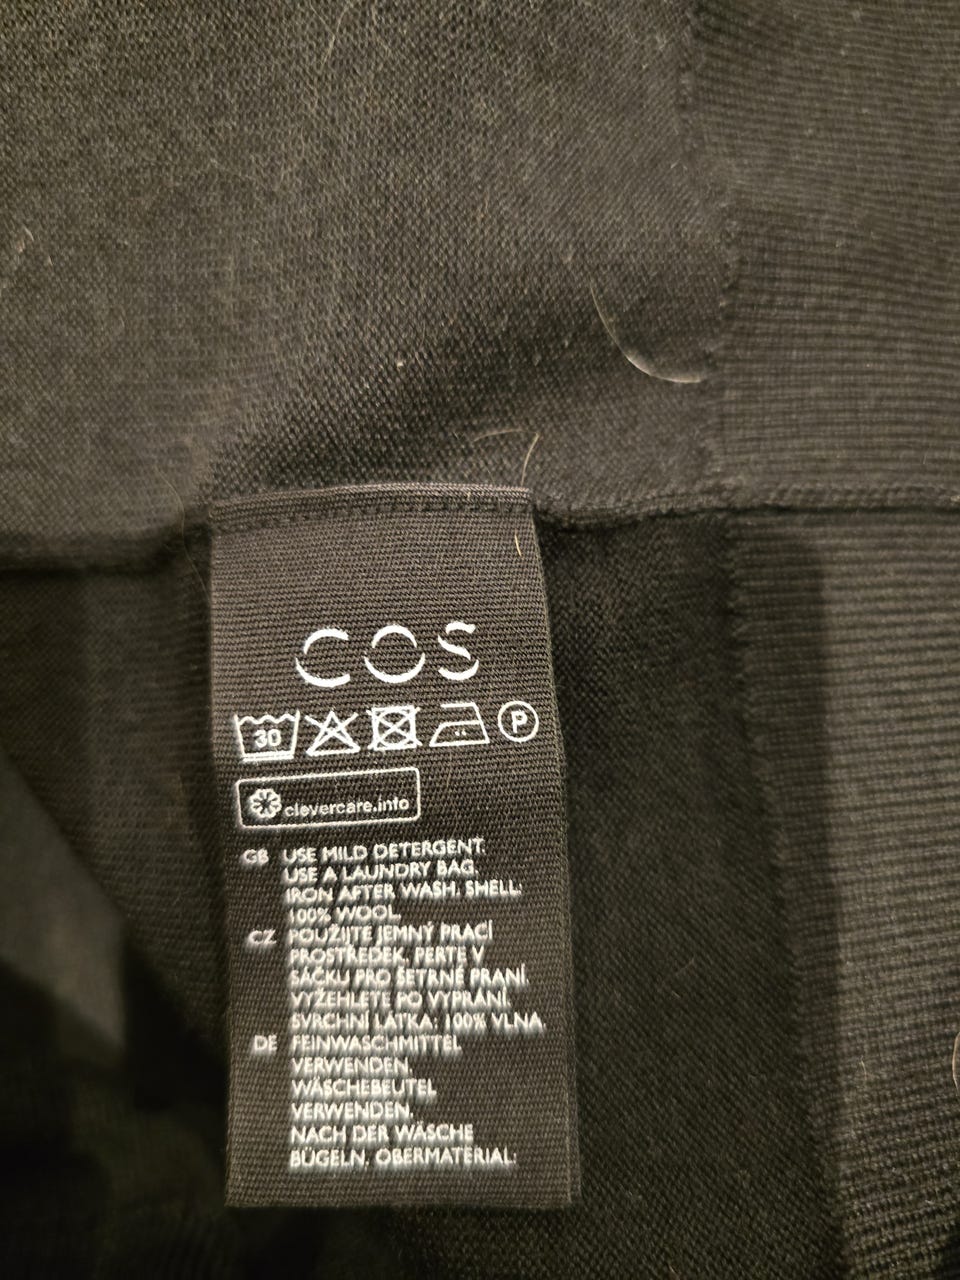 COS
30
P
clevercare.info
GB USE MILD DETERGENT.
USE A LAUNDRY BAG.
IRON AFTER WASH. SHELL:
100% WOOL
CZ POUŽIJTE JEMNÝ PRACÍ
PROSTŘEDEK. PERTE V
SÁČKU PRO ŠETRNÉ PRANÍ.
VYŽEHLETE PO VYPRÁNÍ.
SVRCHNÍ LÁTKA: 100% VLNA
DE FEINWASCHMITTEL
VERWENDEN.
WÄSCHEBEUTEL
VERWENDEN.
NACH DER WÄSCHE
BÜGELN. OBERMATERIAL: